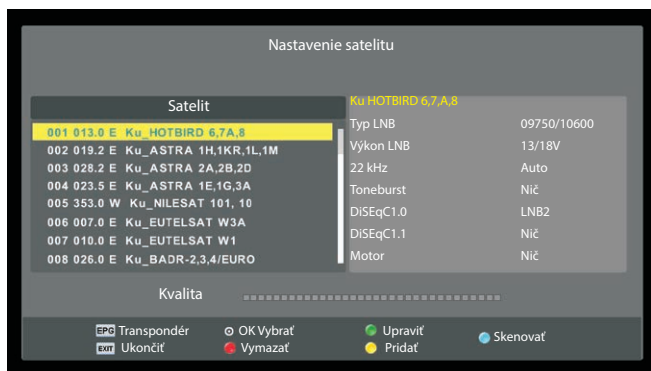 Nastavenie satelitu
Satelit
001 013.0 E Ku_HOTBIRD 6,7A,8
002 019.2 E Ku_ASTRA 1H,1KR,1L,1M
003 028.2 E Ku_ASTRA 2A,2B,2D
004 023.5 E Ku_ASTRA 1E,1G,3A
005 353.0 W Ku_NILESAT 101, 10
006 007.0 E Ku_EUTELSAT W3A
007 010.0 E Ku_EUTELSAT W1
008 026.0 E Ku_BADR-2,3,4/EURO
Ku HOTBIRD 6,7,A,8
Typ LNB 09750/10600
Výkon LNB 13/18V
22 kHz Auto
Toneburst Nič
DiSEqC1.0 LNB2
DiSEqC1.1 Nič
Motor Nič
Kvalita
EPG Transpondér OK Vybrať Upraviť Skenovať
EXIT Ukončiť Vymazať Pridať